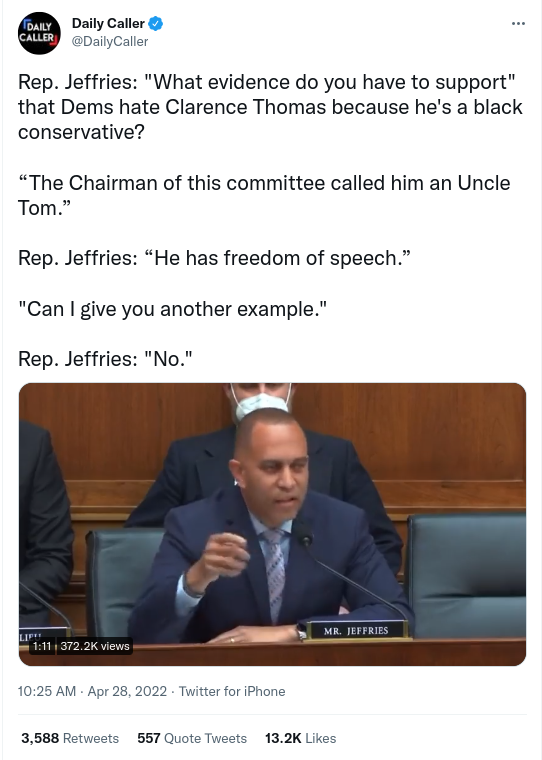 DAILY
CALLER
Daily Caller
@DailyCaller
Rep. Jeffries: "What evidence do you have to support"
that Dems hate Clarence Thomas because he's a black
conservative?
“The Chairman of this committee called him an Uncle
Tom.”
Rep. Jeffries: “He has freedom of speech.”
"Can I give you another example."
Rep. Jeffries: "No."
MR. JEFFRIES
1:11 372.2K views
10:25 AM · Apr 28, 2022 · Twitter for iPhone
3,588 Retweets 557 Quote Tweets 13.2K Likes